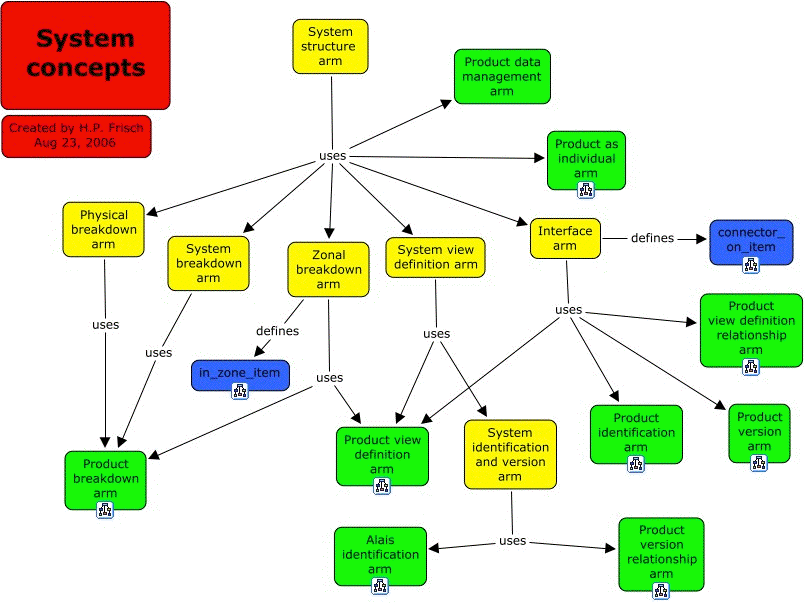 System
concepts
Created by H.P. Frisch
Aug 23, 2006
System
structure
arm
Product data
management
arm
uses
Product as
individual
arm
Physical
breakdown
arm
System
breakdown
arm
Zonal
breakdown
arm
System view
definition arm
Interface
arm
defines
connector_
on_item
uses
uses
defines
uses
uses
uses
Product
view definition
relationship
arm
in_zone_item
Product
breakdown
arm
Product view
definition
arm
System
identification
and version
arm
Product
identification
arm
Product
version
arm
uses
Alais
identification
arm
Product
version
relationship
arm